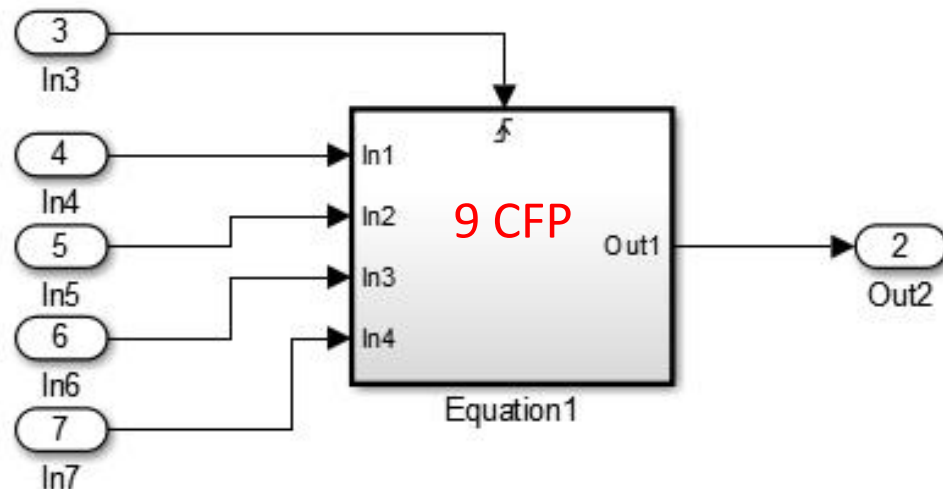 3
In3
4
In4
5
In5
6
In6
7
In7
In1
In2
In3
In4
9 CFP
Out1
Equation1
2
Out2